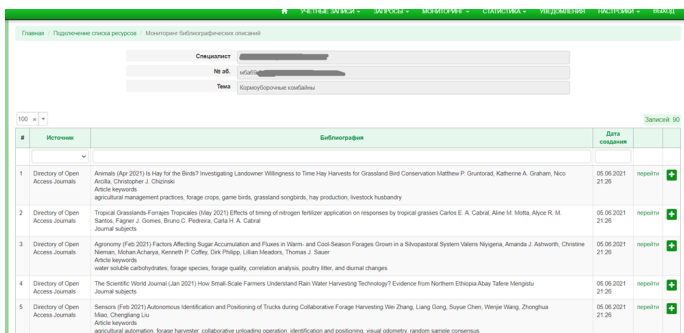 УЧЕТНЫЕ ЗАПИСИ ЗАПРОСЫ МОНИТОРИНГ СТАТИСТИКА УВЕДОМЛЕНИЯ НАСТРОЙКИ ВЫХОД
Главная / Подключение списка ресурсов / Мониторинг библиографических описаний
Специалист
№ аб.
Тема Кормоуборочные комбайны
100 × Записей: 90
# Источник Библиография Дата создания
1 Directory of Open Access Journals
Animals (Apr 2021) Is Hay for the Birds? Investigating Landowner Willingness to Time Hay Harvests for Grassland Bird Conservation Matthew P. Gruntorad, Katherine A. Graham, Nico
Arcilla, Christopher J. Chizinski
Article keywords
agricultural management practices, forage crops, game birds, grassland songbirds, hay production, livestock husbandry
05.06.2021 21:26 перейти +
2 Directory of Open Access Journals
Tropical Grasslands-Forrajes Tropicales (May 2021) Effects of timing of nitrogen fertilizer application on responses by tropical grasses Carlos E. A. Cabral, Aline M. Motta, Alyce R. M.
Santos, Jagner F. Gomes, Bruno C. Pedreira, Carla H. A. Cabral
Journal subjects
05.06.2021 21:26 перейти +
3 Directory of Open Access Journals
Agronomy (Feb 2021) Factors Affecting Sugar Accumulation and Fluxes in Warm- and Cool-Season Forages Grown in a Silvopastoral System Valens Niyigena, Amanda J. Ashworth, Christine
Nieman, Mohan Acharya, Kenneth P. Coffey, Dirk Philipp, Lillian Meadors, Thomas J. Sauer
Article keywords
water soluble carbohydrates, forage species, forage quality, correlation analysis, poultry litter, and diurnal changes
05.06.2021 21:26 перейти +
4 Directory of Open Access Journals
The Scientific World Journal (Jan 2021) How Small-Scale Farmers Understand Rain Water Harvesting Technology? Evidence from Northern Ethiopia Abay Tafere Mengistu
Journal subjects
05.06.2021 21:26 перейти +
5 Directory of Open Access Journals
Sensors (Feb 2021) Autonomous Identification and Positioning of Trucks during Collaborative Forage Harvesting Wei Zhang, Liang Gong, Suyue Chen, Wenjie Wang, Zhonghua
Miao, Chengliang Liu
Article keywords
agricultural automation, forage harvester, collaborative unloading operation, identification and positioning, visual odometry, random sample consensus
05.06.2021 21:26 перейти +